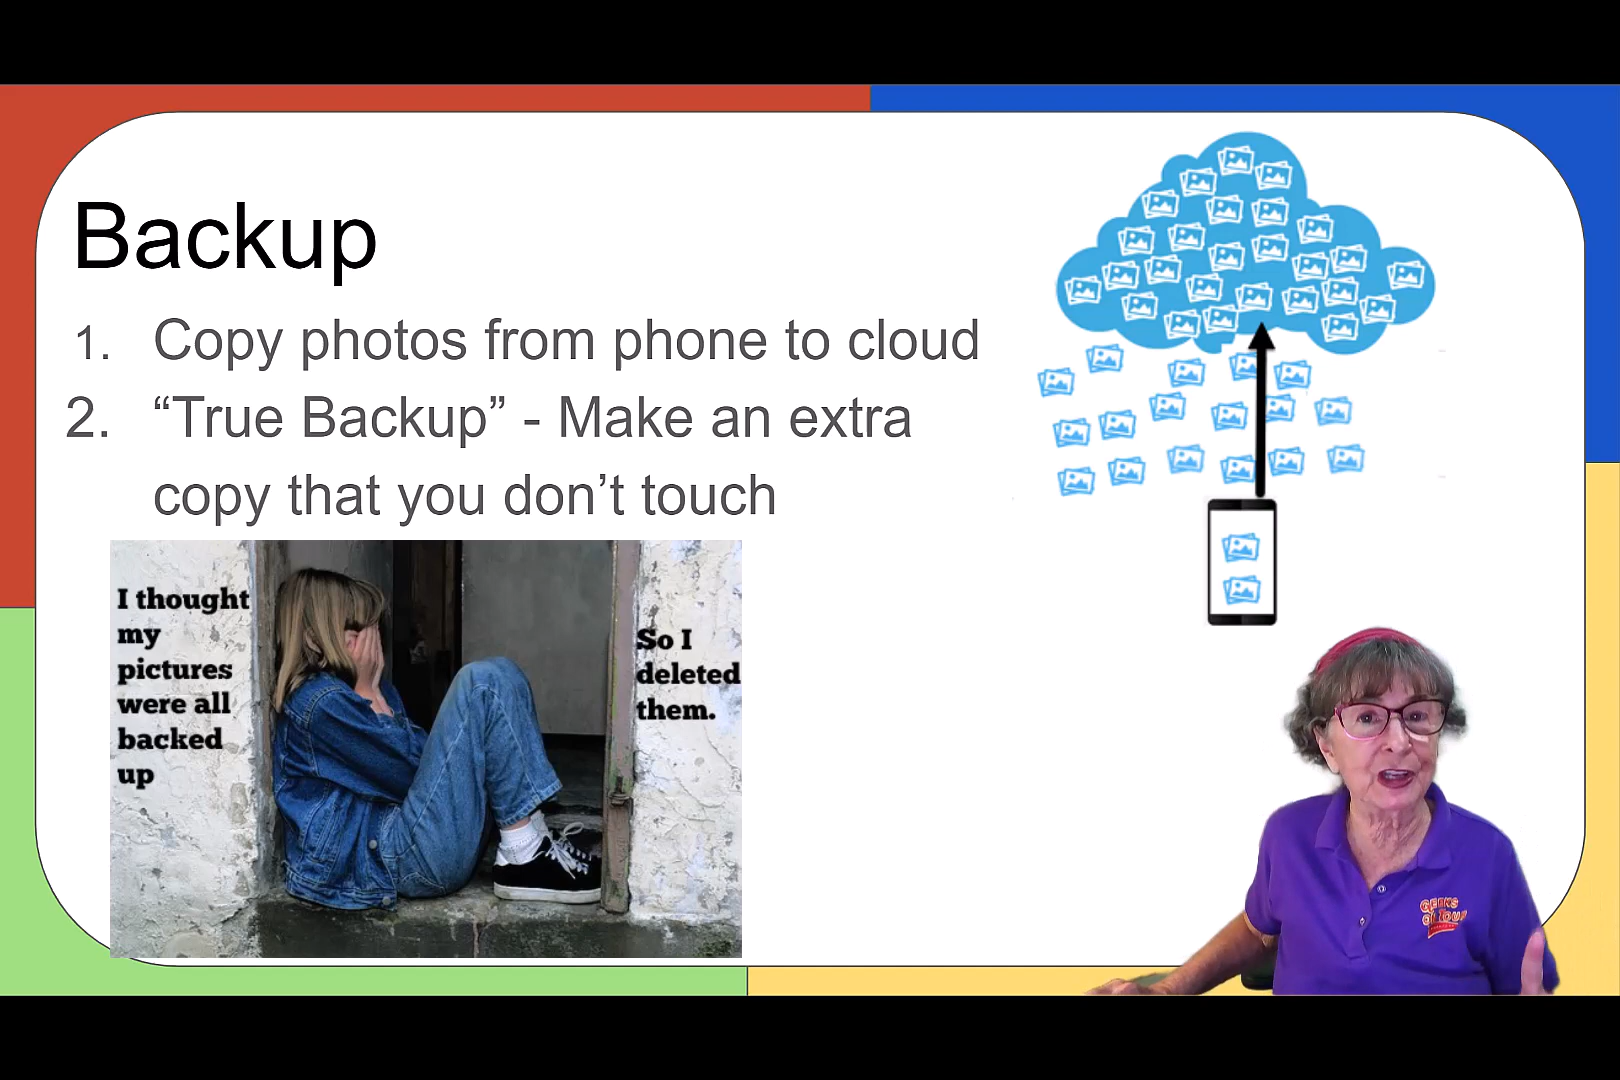 Backup
1. Copy photos from phone to cloud
2. “True Backup” - Make an extra
copy that you don’t touch
I thought
my
pictures
were all
backed
up
So I
deleted
them.
GEEKS